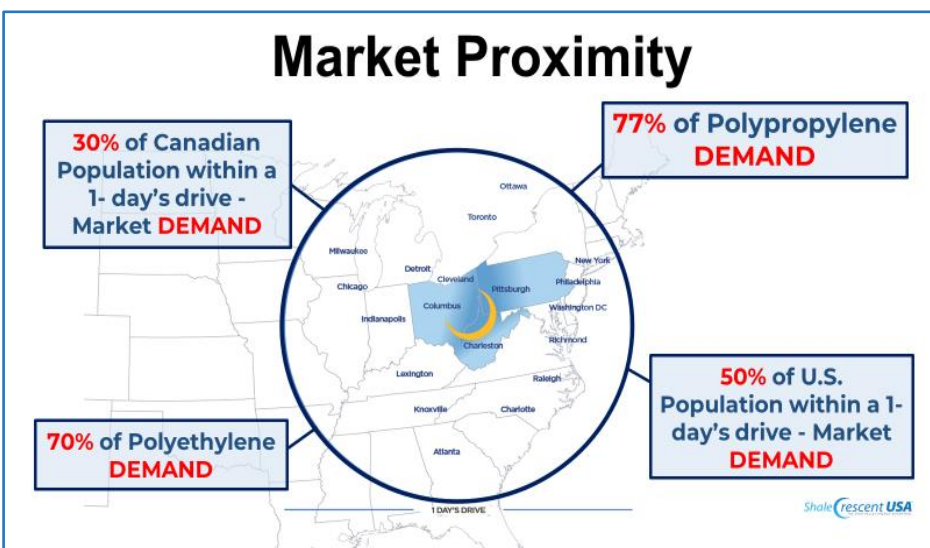 Market Proximity
30% of Canadian
Population within a
1- day's drive -
Market DEMAND
77% of Polypropylene
DEMAND
Ottawa
Toronto
Milwaukee
Detroit
Cleveland
New York
Chicago
Pittsburgh
Philadelphia
Columbus
Washington DC
Indianapolis
Charleston
Richmond
Lexington
Raleigh
Knoxville
Charlotte
Atlanta
70% of Polyethylene
DEMAND
50% of U.S.
Population within a 1-
day's drive - Market
DEMAND
1 DAY'S DRIVE
Shale Crescent USA